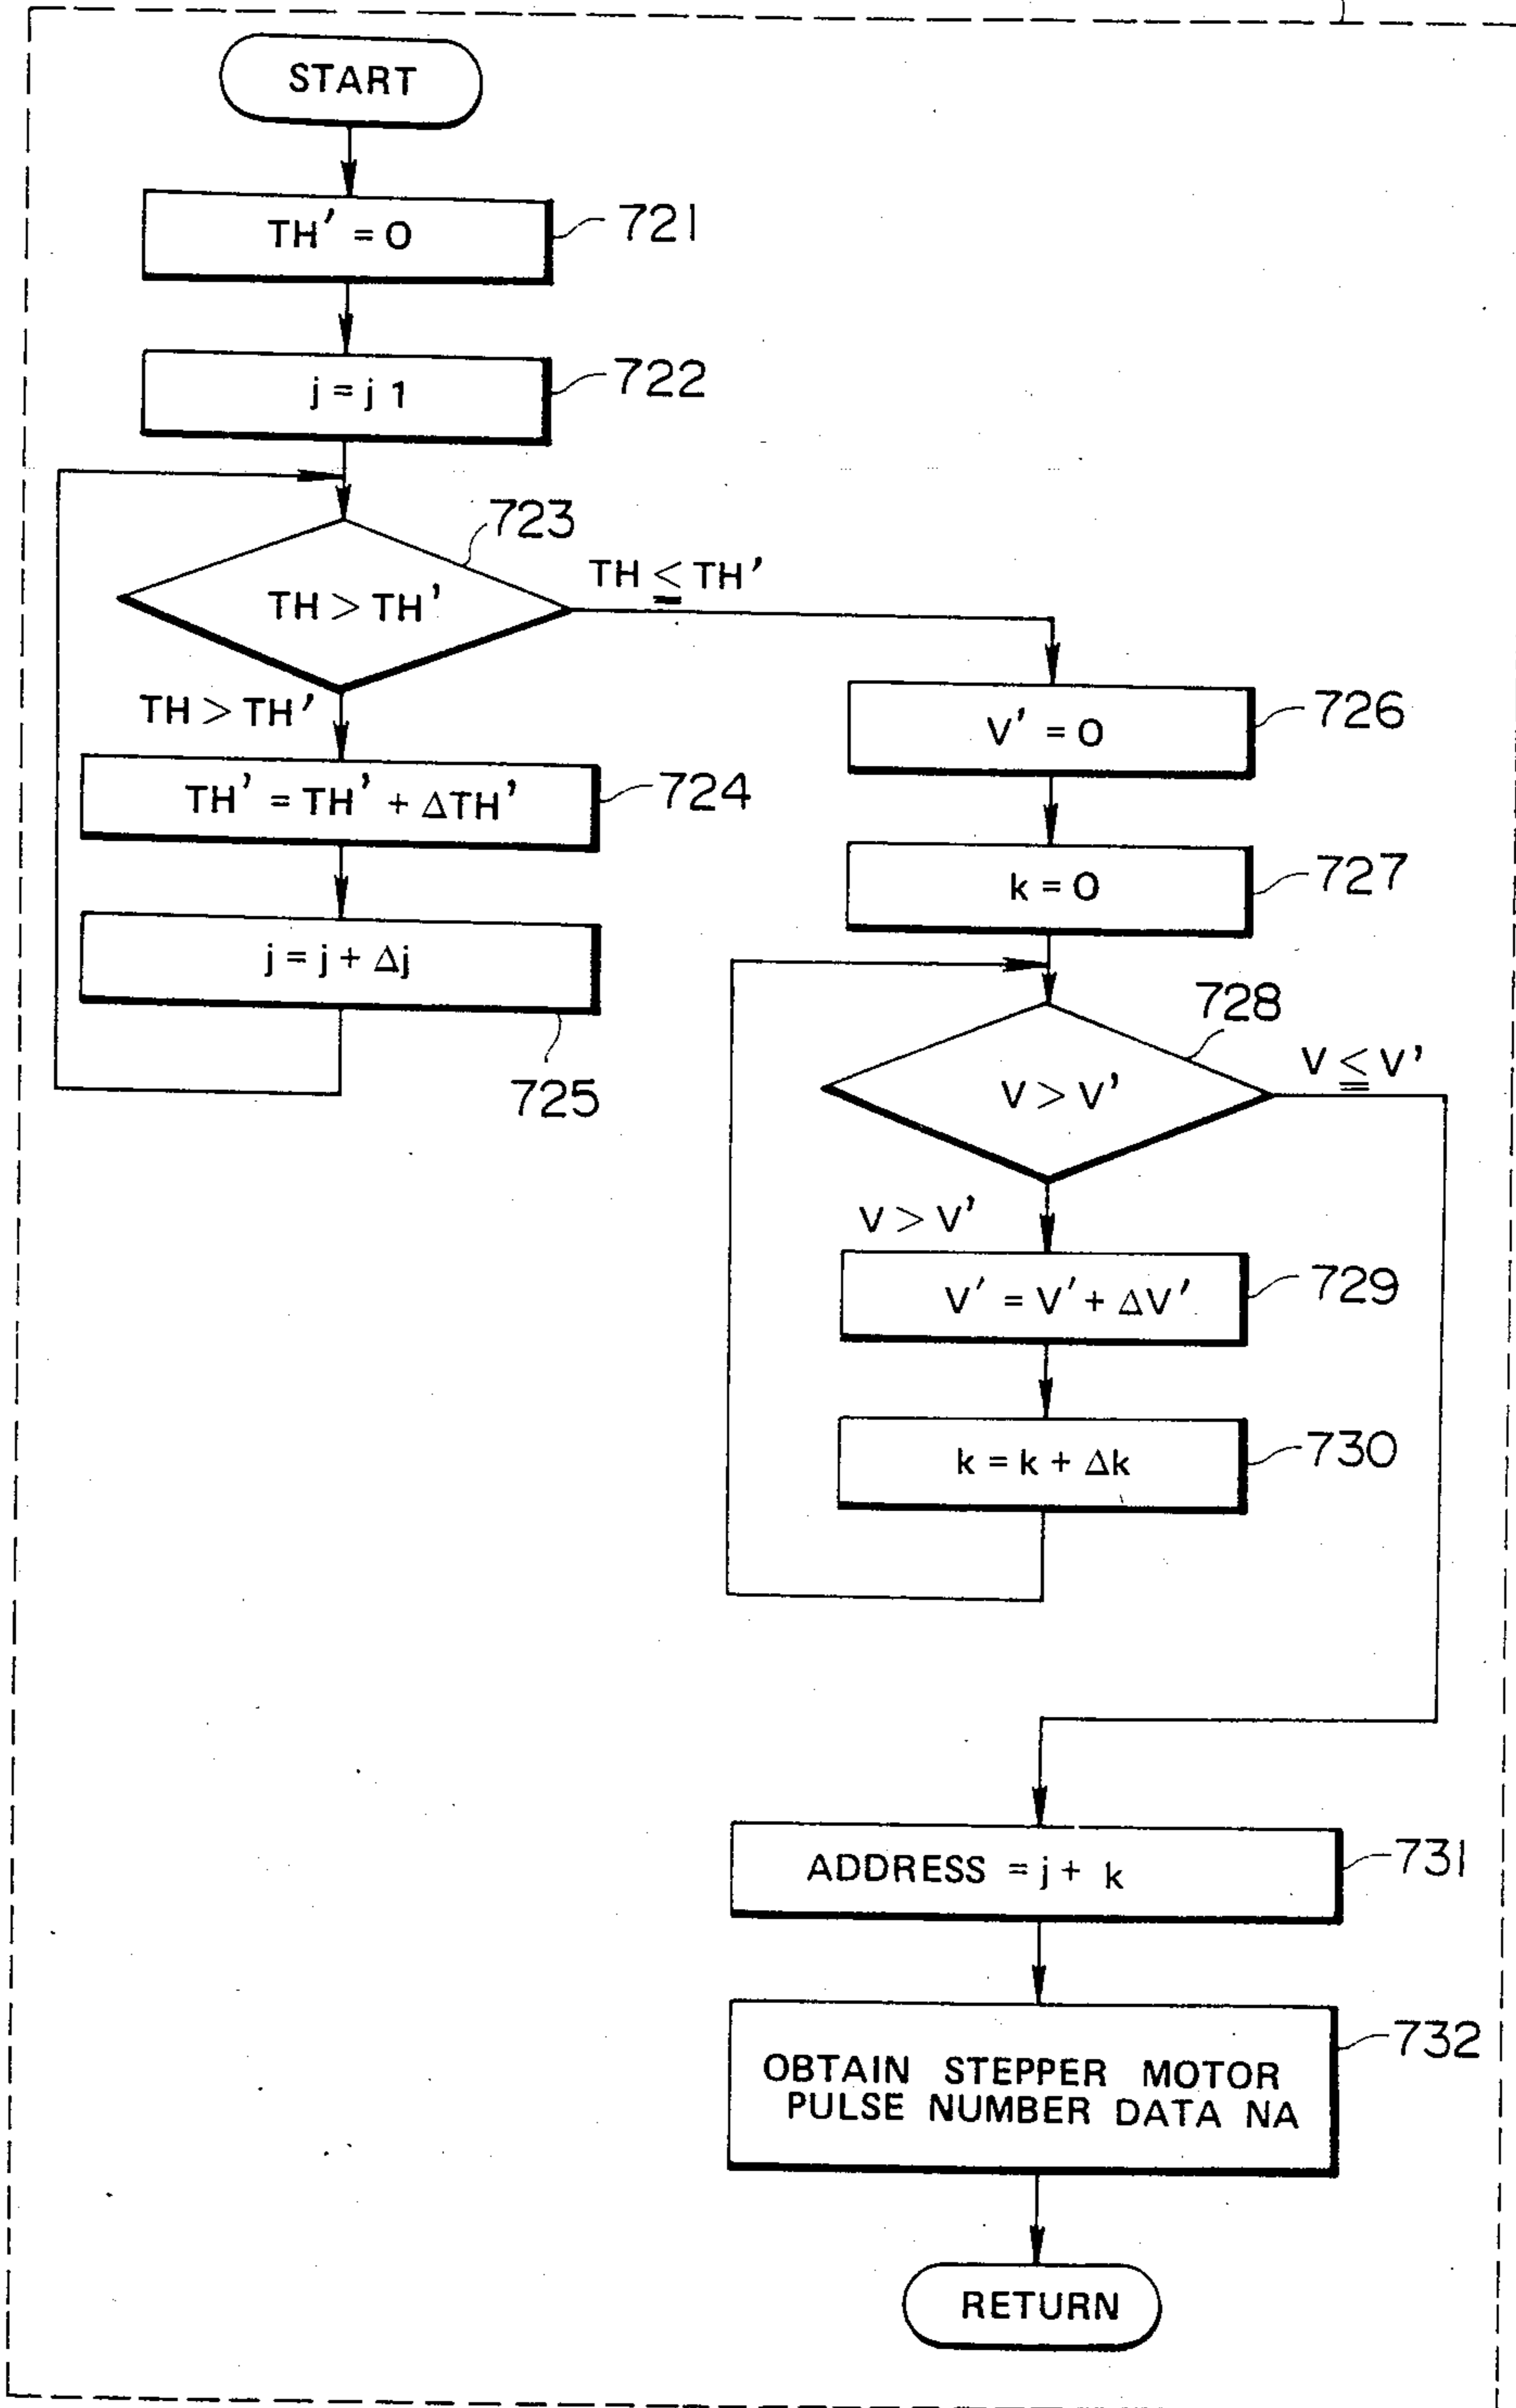 START
TH' = 0
721
j = j 1
722
723
TH > TH'
TH ≦ TH'
TH > TH'
TH' = TH' + ΔTH'
724
j = j + Δj
725
V' = 0
726
k = 0
727
728
V > V'
V ≦ V'
V > V'
V' = V' + ΔV'
729
k = k + Δk
730
ADDRESS = j + k
731
OBTAIN STEPPER MOTOR
PULSE NUMBER DATA NA
732
RETURN